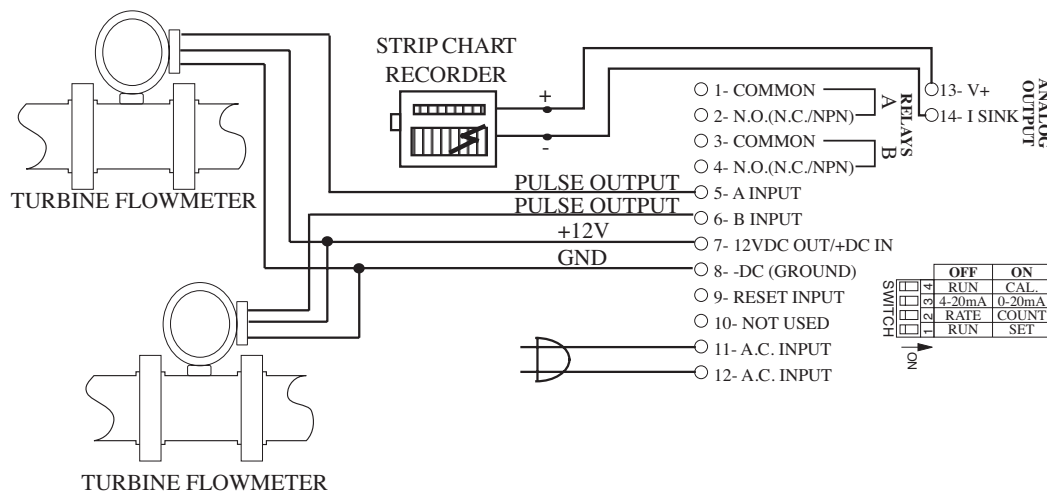 STRIP CHART
RECORDER
+
-
TURBINE FLOWMETER
PULSE OUTPUT
PULSE OUTPUT
+12V
GND
TURBINE FLOWMETER
1- COMMON
2- N.O.(N.C./NPN)
3- COMMON
4- N.O.(N.C./NPN)
5- A INPUT
6- B INPUT
7- 12VDC OUT/+DC IN
8- -DC (GROUND)
9- RESET INPUT
10- NOT USED
11- A.C. INPUT
12- A.C. INPUT
A
B
RELAYS
13- V+
14- I SINK
ANALOG
OUTPUT
SWITCH
OFF ON
4 RUN CAL.
3 4-20mA 0-20mA
2 RATE COUNT
1 RUN SET
ON